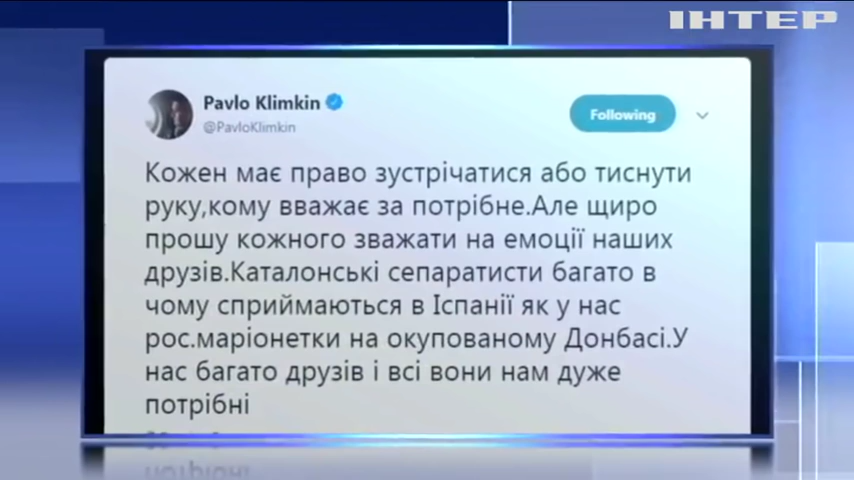 ІНТЕР
Pavlo Klimkin
@PavloKlimkin
Following
Кожен має право зустрічатися або тиснути
руку,кому вважає за потрібне.Але щиро
прошу кожного зважати на емоції наших
друзів.Каталонські сепаратисти багато в
чому сприймаються в Іспанії як у нас
рос.маріонетки на окупованому Донбасі.У
нас багато друзів і всі вони нам дуже
потрібні